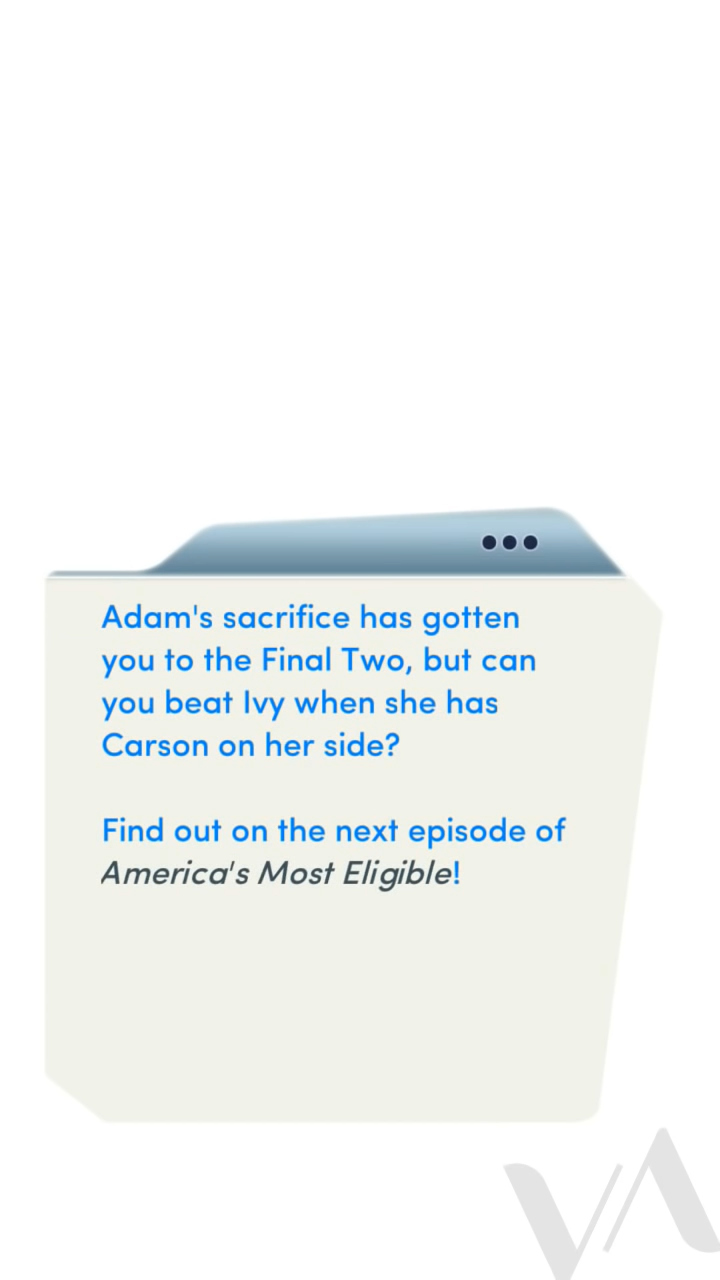 Adam's sacrifice has gotten
you to the Final Two, but can
you beat Ivy when she has
Carson on her side?
Find out on the next episode of
America's Most Eligible!